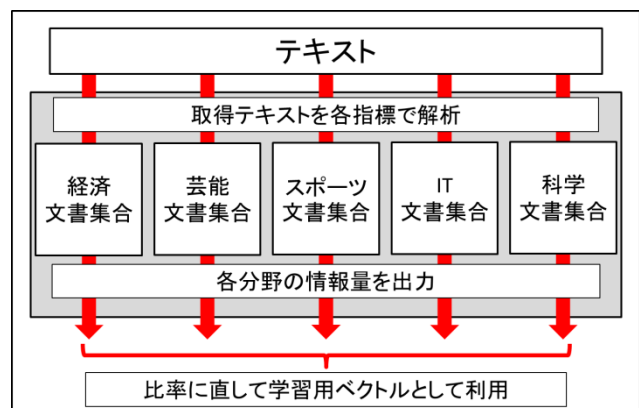 テキスト
取得テキストを各指標で解析
経済
文書集合
芸能
文書集合
スポーツ
文書集合
IT
文書集合
科学
文書集合
各分野の情報量を出力
比率に直して学習用ベクトルとして利用